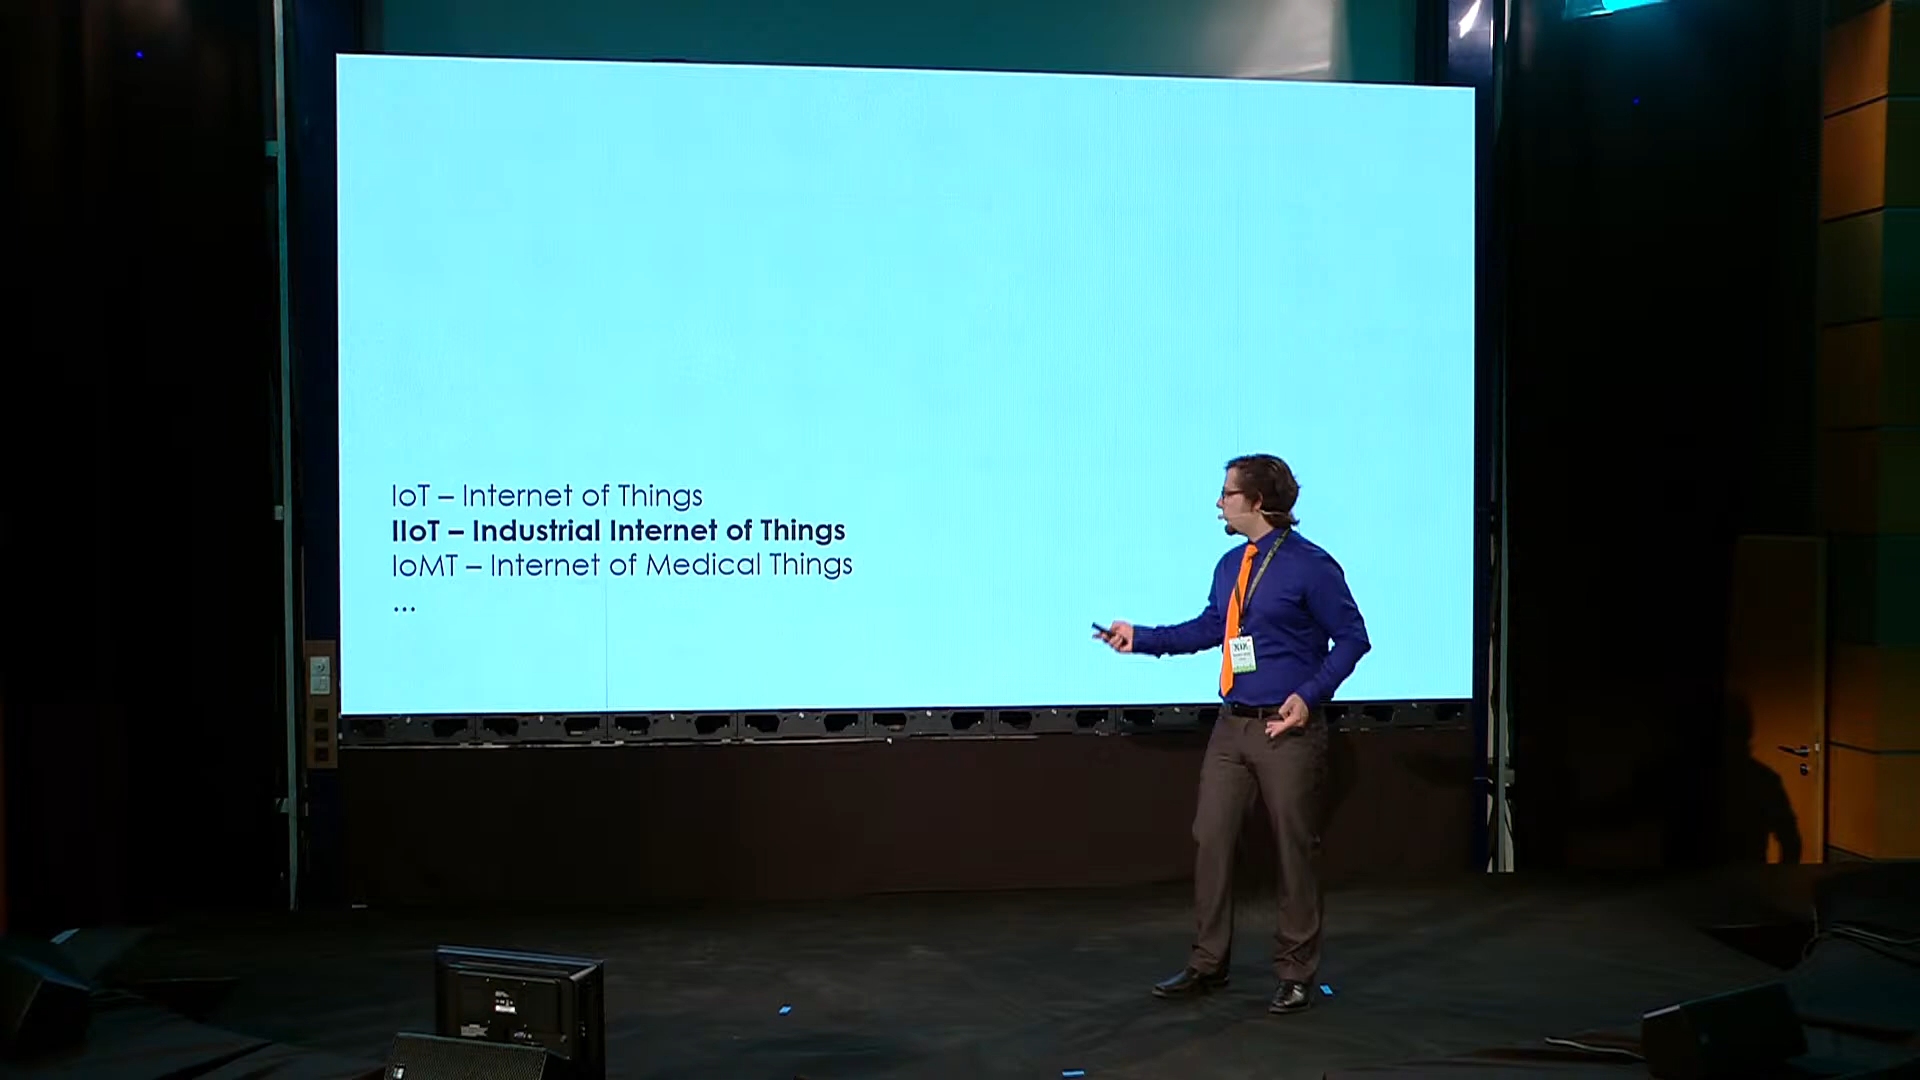 IoT – Internet of Things
IIoT – Industrial Internet of Things
IoMT – Internet of Medical Things
...